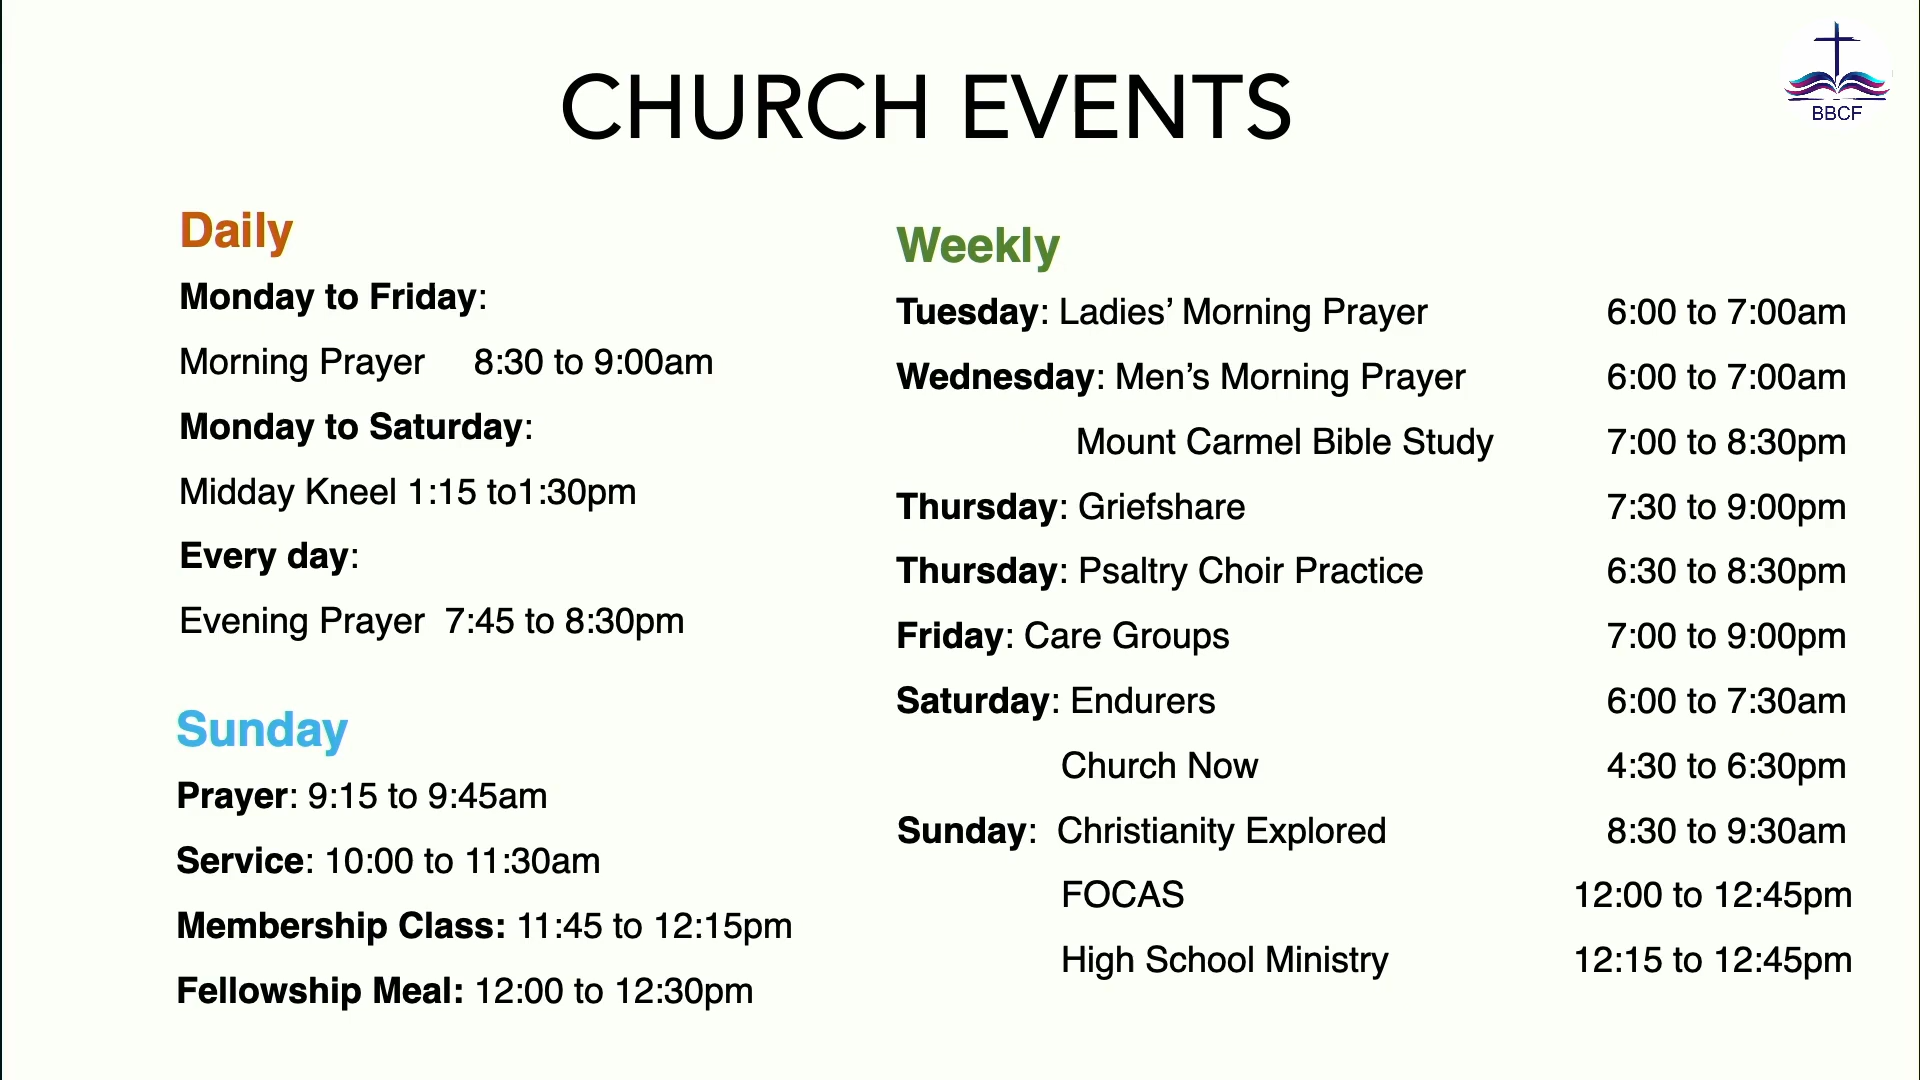 CHURCH EVENTS
BBCF
Daily
Monday to Friday:
Morning Prayer 8:30 to 9:00am
Monday to Saturday:
Midday Kneel 1:15 to1:30pm
Every day:
Evening Prayer 7:45 to 8:30pm
Sunday
Prayer: 9:15 to 9:45am
Service: 10:00 to 11:30am
Membership Class: 11:45 to 12:15pm
Fellowship Meal: 12:00 to 12:30pm
Weekly
Tuesday: Ladies’ Morning Prayer 6:00 to 7:00am
Wednesday: Men’s Morning Prayer 6:00 to 7:00am
Mount Carmel Bible Study 7:00 to 8:30pm
Thursday: Griefshare 7:30 to 9:00pm
Thursday: Psaltry Choir Practice 6:30 to 8:30pm
Friday: Care Groups 7:00 to 9:00pm
Saturday: Endurers 6:00 to 7:30am
Church Now 4:30 to 6:30pm
Sunday: Christianity Explored 8:30 to 9:30am
FOCAS 12:00 to 12:45pm
High School Ministry 12:15 to 12:45pm